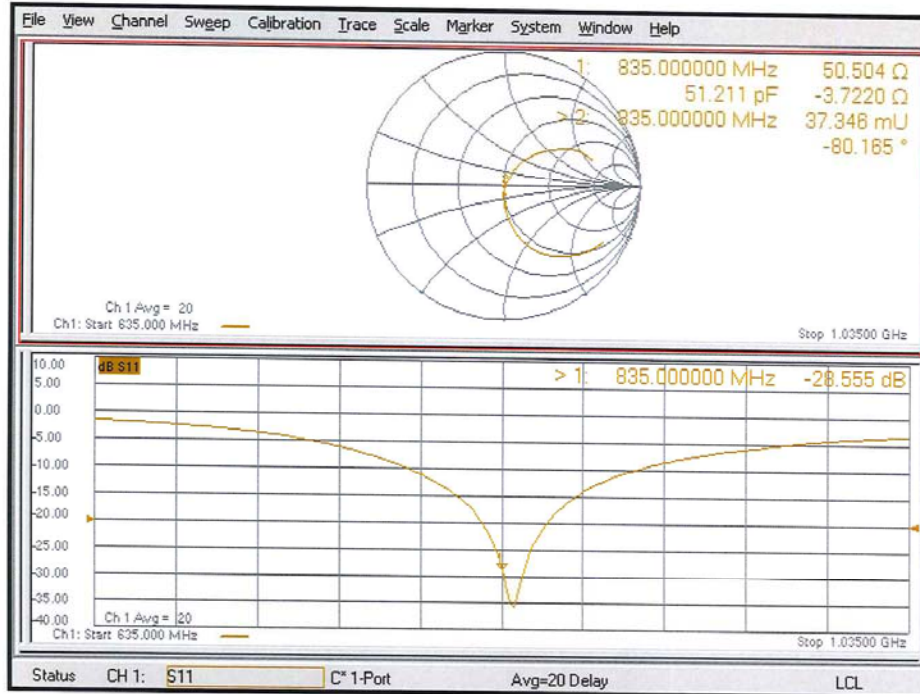 File View Channel Sweep Calibration Trace Scale Marker System Window Help
1: 835.000000 MHz 50.504 Ω
51.211 pF -3.7220 Ω
> 2: 835.000000 MHz 37.346 mU
-80.165 °
Ch 1 Avg = 20
Ch1: Start 635.000 MHz
Stop 1.03500 GHz
10.00
dB S11
> 1: 835.000000 MHz -28.555 dB
5.00
0.00
-5.00
-10.00
-15.00
-20.00
-25.00
-30.00
-35.00
-40.00
Ch 1 Avg = 20
Ch1: Start 635.000 MHz
Stop 1.03500 GHz
Status CH 1: S11 C* 1-Port Avg=20 Delay LCL